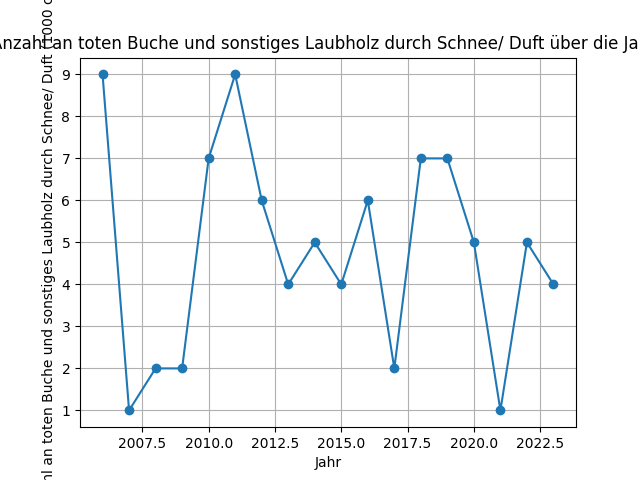 Anzahl an toten Buche und sonstiges Laubholz durch Schnee/ Duft über die Ja
hl an toten Buche und sonstiges Laubholz durch Schnee/ Duft (1000 c
9
8
7
6
5
4
3
2
1
2007.5 2010.0 2012.5 2015.0 2017.5 2020.0 2022.5
Jahr